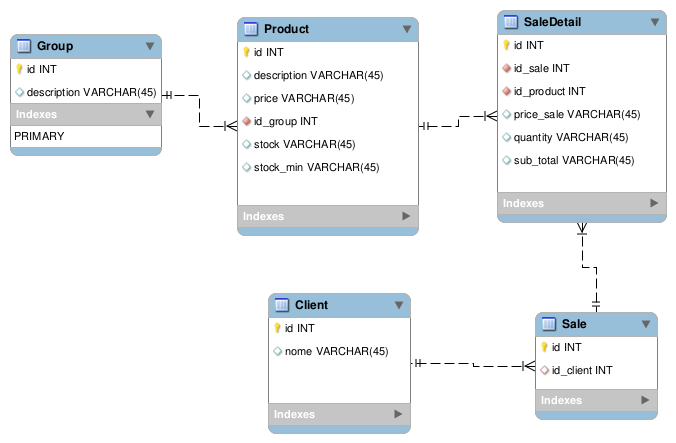 Group
id INT
description VARCHAR(45)
Indexes
PRIMARY
Product
id INT
description VARCHAR(45)
price VARCHAR(45)
id_group INT
stock VARCHAR(45)
stock_min VARCHAR(45)
Indexes
SaleDetail
id INT
id_sale INT
id_product INT
price_sale VARCHAR(45)
quantity VARCHAR(45)
sub_total VARCHAR(45)
Indexes
Client
id INT
nome VARCHAR(45)
Indexes
Sale
id INT
id_client INT
Indexes